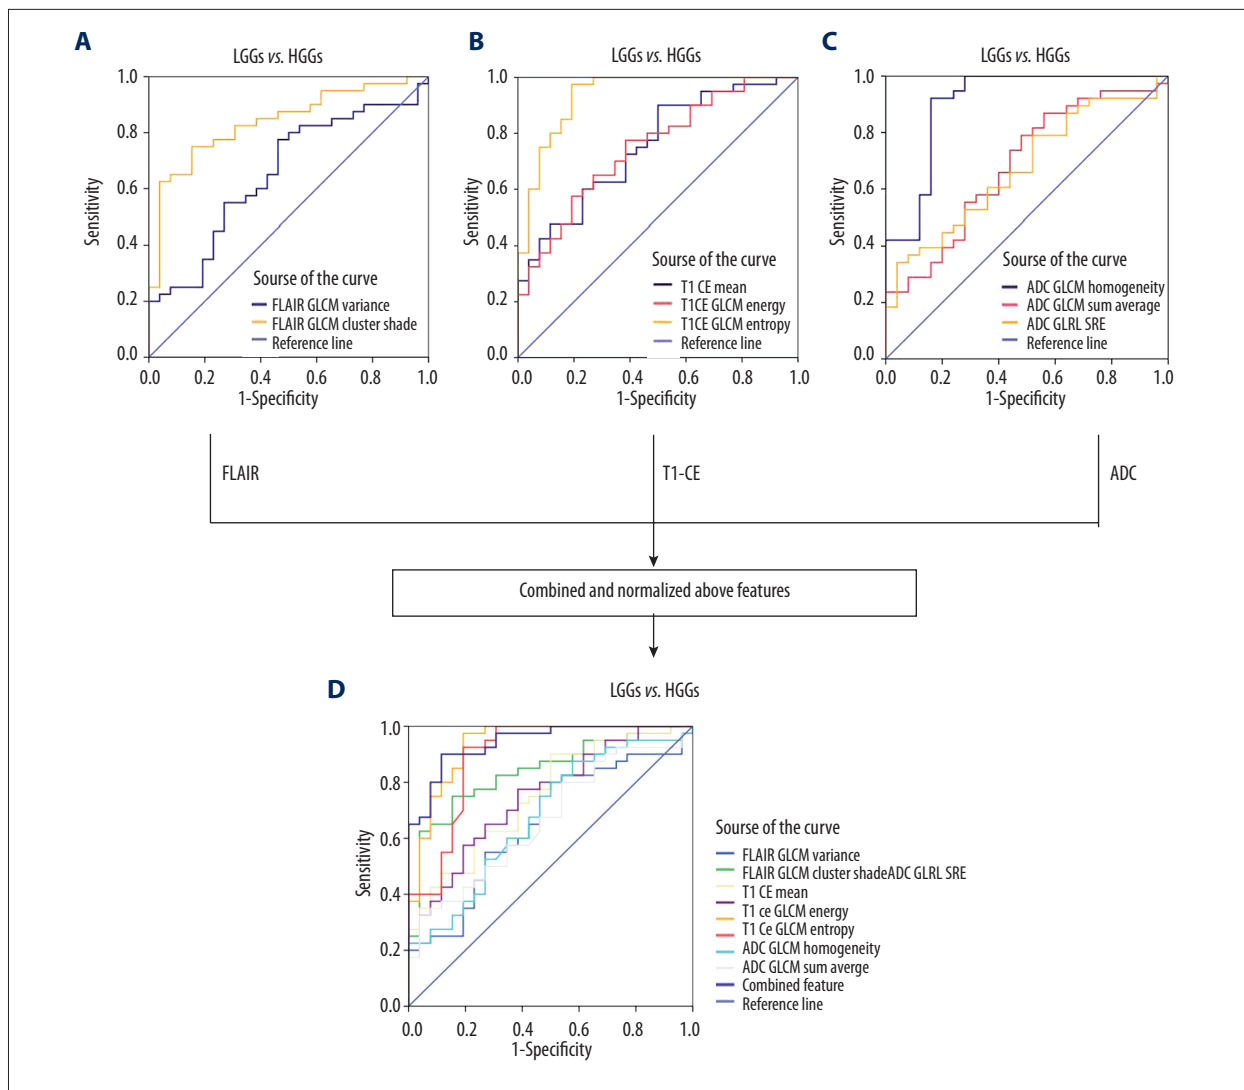 A
LGGs vs. HGGs
1.0
0.8
0.6
0.4
0.2
0.0
Sensitivity
Sourse of the curve
FLAIR GLCM variance
FLAIR GLCM cluster shade
Reference line
0.0 0.2 0.4 0.6 0.8 1.0
1-Specificity
B
LGGs vs. HGGs
1.0
0.8
0.6
0.4
0.2
0.0
Sensitivity
Sourse of the curve
T1 CE mean
T1CE GLCM energy
T1CE GLCM entropy
Reference line
0.0 0.2 0.4 0.6 0.8 1.0
1-Specificity
C
LGGs vs. HGGs
1.0
0.8
0.6
0.4
0.2
0.0
Sensitivity
Sourse of the curve
ADC GLCM homogeneity
ADC GLCM sum average
ADC GLRL SRE
Reference line
0.0 0.2 0.4 0.6 0.8 1.0
1-Specificity
FLAIR
T1-CE
ADC
Combined and normalized above features
D
LGGs vs. HGGs
1.0
0.8
0.6
0.4
0.2
0.0
Sensitivity
0.0 0.2 0.4 0.6 0.8 1.0
1-Specificity
Sourse of the curve
FLAIR GLCM variance
FLAIR GLCM cluster shadeADC GLRL SRE
T1 CE mean
T1 ce GLCM energy
T1 Ce GLCM entropy
ADC GLCM homogeneity
ADC GLCM sum averge
Combined feature
Reference line